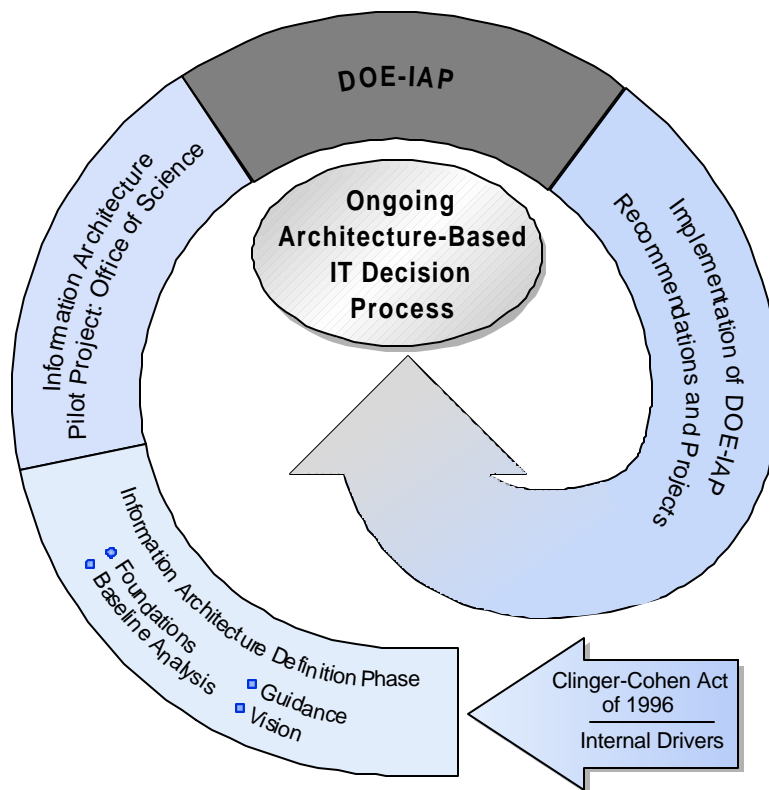 DOE-IAP
Information Architecture
Pilot Project: Office of Science
Ongoing
Architecture-Based
IT Decision
Process
Implementation of DOE-IAP
Recommendations and Projects
Information Architecture Definition Phase
Foundations
Baseline Analysis
Guidance
Vision
Clinger-Cohen Act
of 1996
Internal Drivers